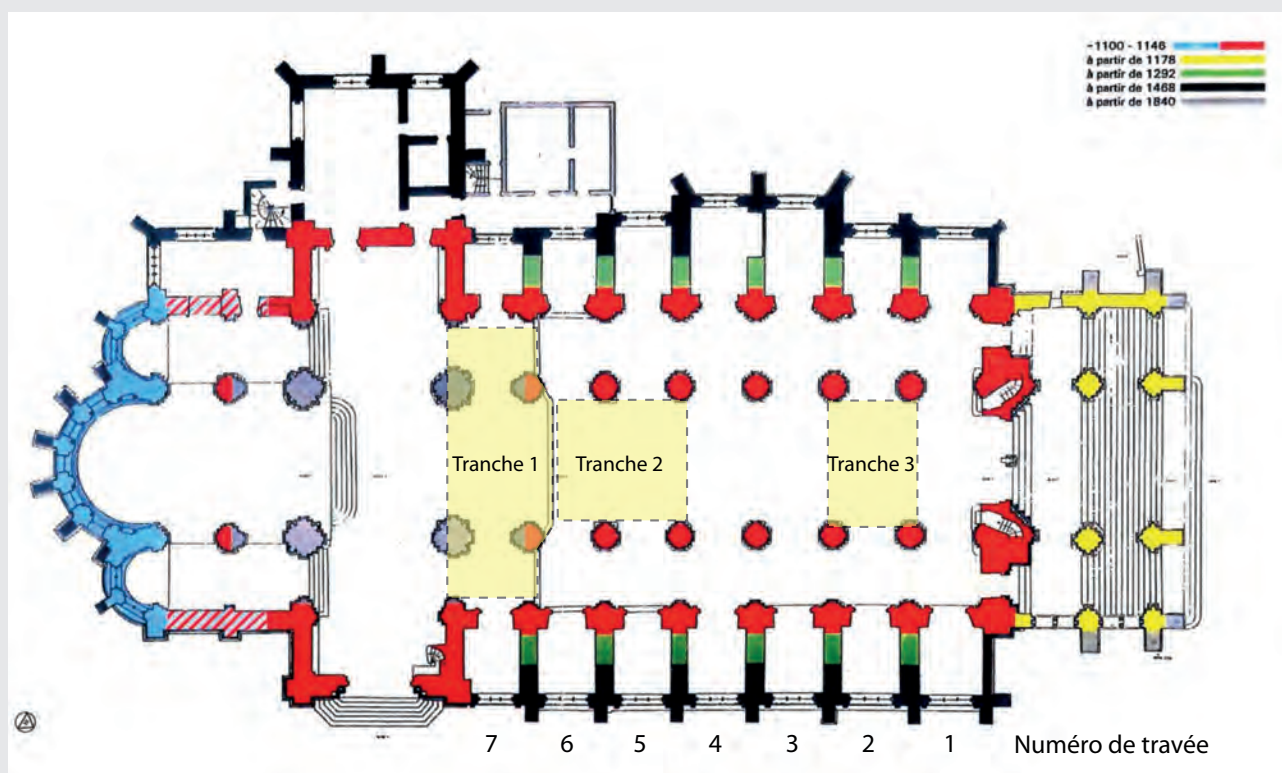 ~1100 - 1146
à partir de 1178
à partir de 1292
à partir de 1468
à partir de 1840
Tranche 1
Tranche 2
Tranche 3
7 6 5 4 3 2 1 Numéro de travée